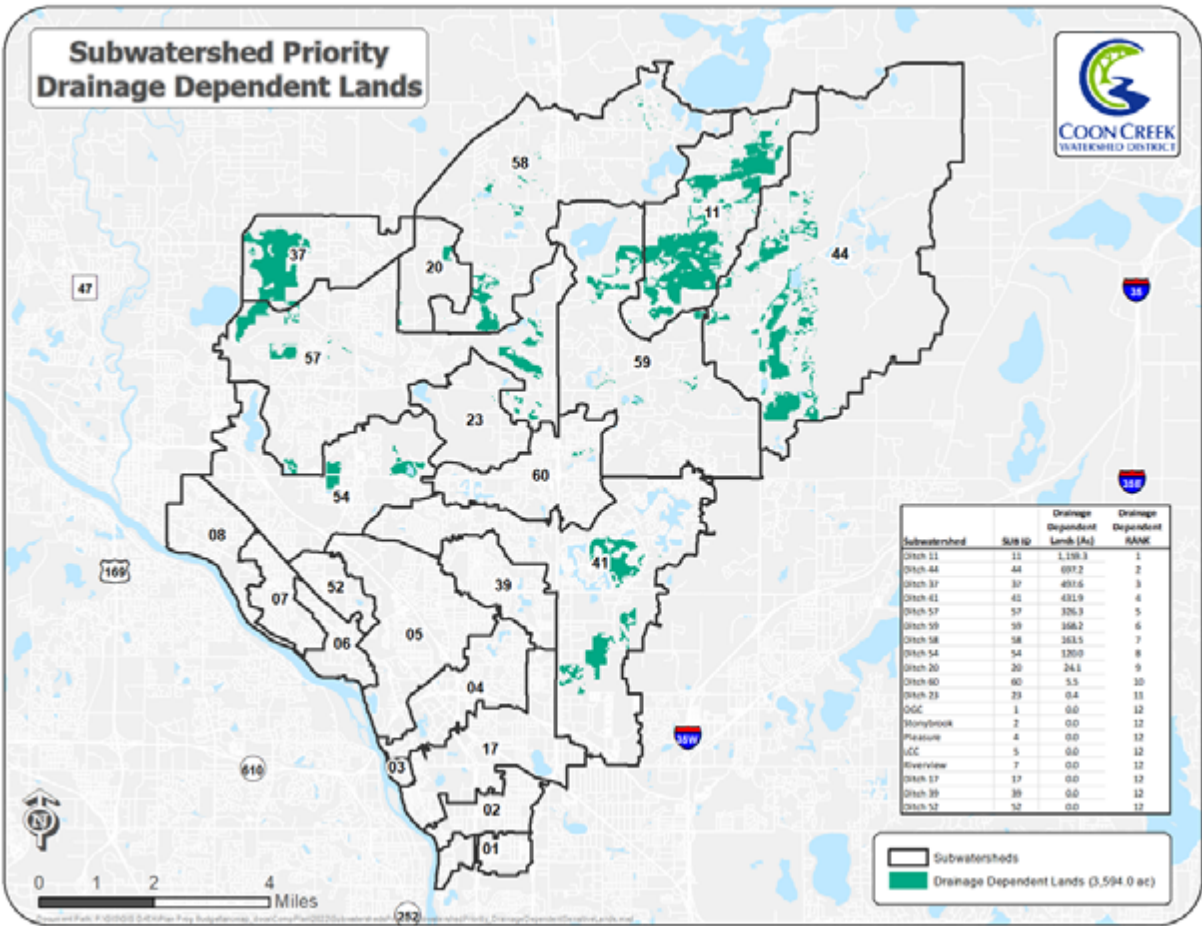 Subwatershed Priority
Drainage Dependent Lands
COON CREEK
WATERSHED DISTRICT
58
11
37
20
44
47
35
57
59
23
60
35E
54
08
41
169
52
39
07
05
06
04
17
35W
03
610
02
01
252
Subwatershed SUB ID Drainage Dependent Lands (Ac) Drainage Dependent RANK
Ditch 11 11 1,159.3 1
Ditch 44 44 697.2 2
Ditch 37 37 497.6 3
Ditch 41 41 431.9 4
Ditch 57 57 326.3 5
Ditch 59 59 168.2 6
Ditch 58 58 163.5 7
Ditch 54 54 120.0 8
Ditch 20 20 24.1 9
Ditch 60 60 5.5 10
Ditch 23 23 0.4 11
OGC 1 0.0 12
Stonybrook 2 0.0 12
Pleasure 4 0.0 12
LCC 5 0.0 12
Riverview 7 0.0 12
Ditch 17 17 0.0 12
Ditch 39 39 0.0 12
Ditch 52 52 0.0 12
Subwatersheds
Drainage Dependent Lands (3,594.0 ac)
N
0 1 2 4
Miles